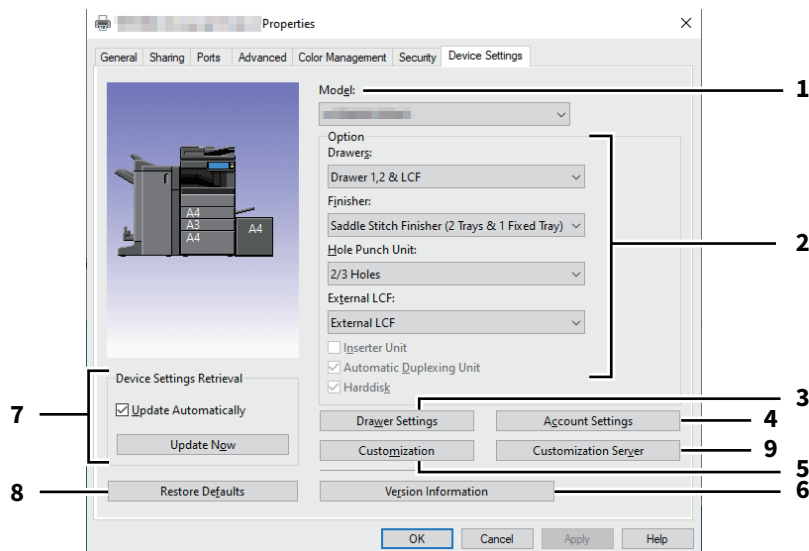 Properties
General Sharing Ports Advanced Color Management Security Device Settings
Model:
1
Option
Drawers:
Drawer 1,2 & LCF
Finisher:
Saddle Stitch Finisher (2 Trays & 1 Fixed Tray)
2
Hole Punch Unit:
2/3 Holes
External LCF:
External LCF
Inserter Unit
Automatic Duplexing Unit
Harddisk
A4
A3
A4
A4
Device Settings Retrieval
7
Update Automatically
Update Now
3
Drawer Settings
Account Settings
4
Customization
Customization Server
9
5
8
Restore Defaults
Version Information
6
OK Cancel Apply Help